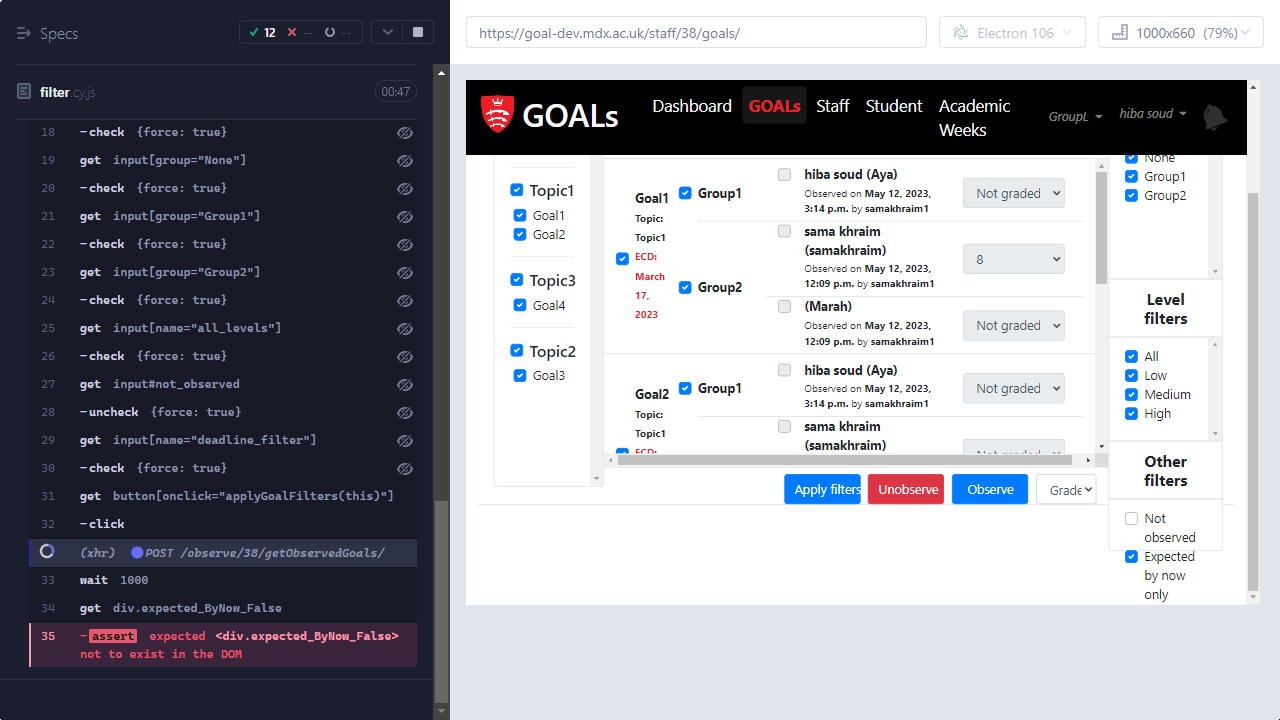 Specs
12
--
--
filter.cy.js
00:47
18 -check {force: true}
19 get input[group="None"]
20 -check {force: true}
21 get input[group="Group1"]
22 -check {force: true}
23 get input[group="Group2"]
24 -check {force: true}
25 get input[name="all_levels"]
26 -check {force: true}
27 get input#not_observed
28 -uncheck {force: true}
29 get input[name="deadline_filter"]
30 -check {force: true}
31 get button[onclick="applyGoalFilters(this)"]
32 -click
(xhr) POST /observe/38/getObservedGoals/
33 wait 1000
34 get div.expected_ByNow_False
35 -assert expected <div.expected_ByNow_False>
not to exist in the DOM
https://goal-dev.mdx.ac.uk/staff/38/goals/
Electron 106
1000x660 (79%)
GOALs
Dashboard
GOALs
Staff
Student
Academic
Weeks
GroupL
hiba soud
Topic1
Goal1
Goal2
Topic3
Goal4
Topic2
Goal3
Goal1
Topic:
Topic1
ECD:
March
17,
2023
Group1
hiba soud (Aya)
Observed on May 12, 2023,
3:14 p.m. by samakhraim1
Not graded
Group2
sama khraim
(samakhraim)
Observed on May 12, 2023,
12:09 p.m. by samakhraim1
8
(Marah)
Observed on May 12, 2023,
12:09 p.m. by samakhraim1
Not graded
Goal2
Topic:
Topic1
ECD:
Group1
hiba soud (Aya)
Observed on May 12, 2023,
3:14 p.m. by samakhraim1
Not graded
sama khraim
(samakhraim)
Not graded
Apply filters
Unobserve
Observe
Grade
None
Group1
Group2
Level
filters
All
Low
Medium
High
Other
filters
Not
observed
Expected
by now
only